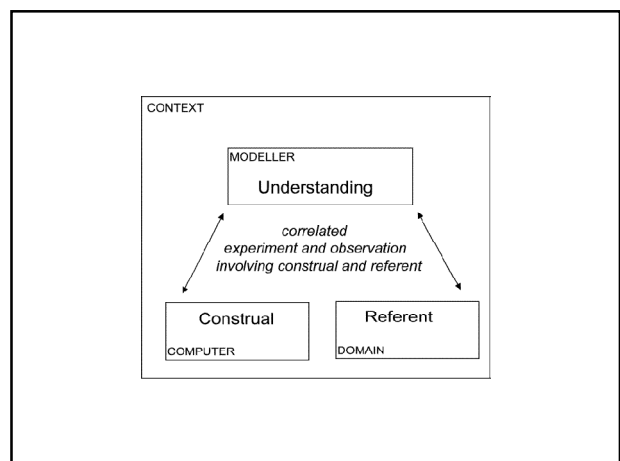 CONTEXT
MODELLER
Understanding
correlated
experiment and observation
involving construal and referent
Construal
COMPUTER
Referent
DOMAIN